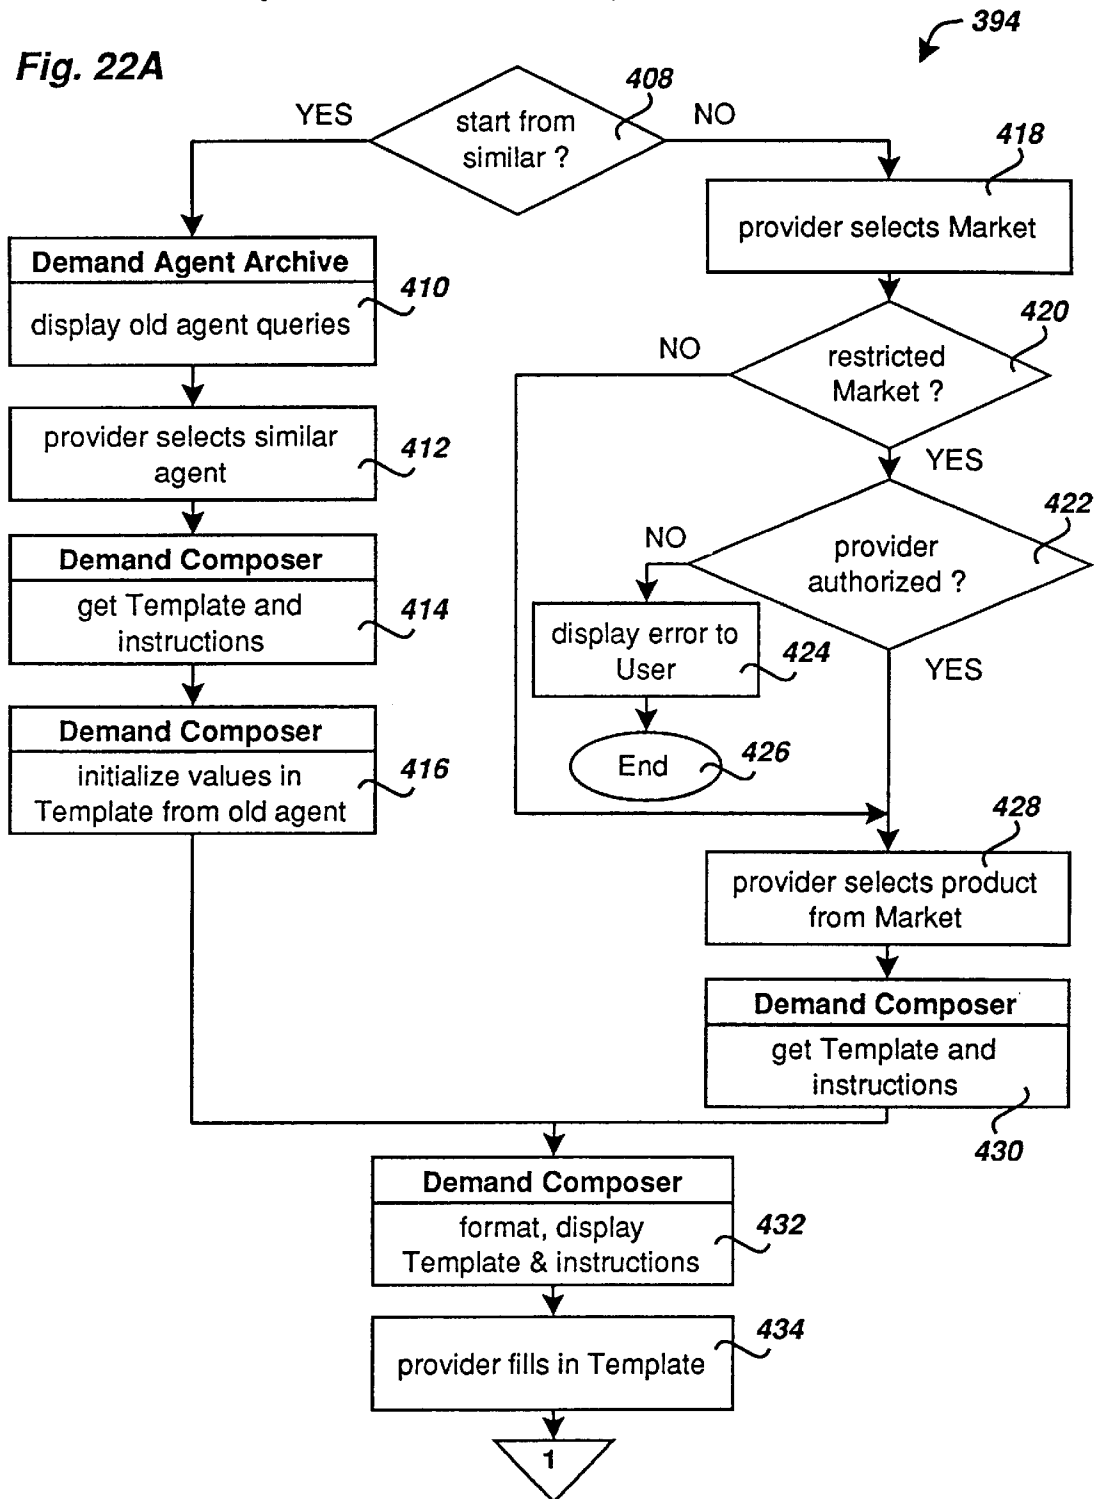 394
Fig. 22A
408
YES
start from
similar ?
NO
418
provider selects Market
Demand Agent Archive
410
display old agent queries
420
NO
restricted
Market ?
YES
provider selects similar
agent
412
422
NO
provider
authorized ?
Demand Composer
get Template and
instructions
414
display error to
User
424
YES
Demand Composer
initialize values in
Template from old agent
416
End
426
428
provider selects product
from Market
Demand Composer
get Template and
instructions
430
Demand Composer
format, display
Template & instructions
432
434
provider fills in Template
1